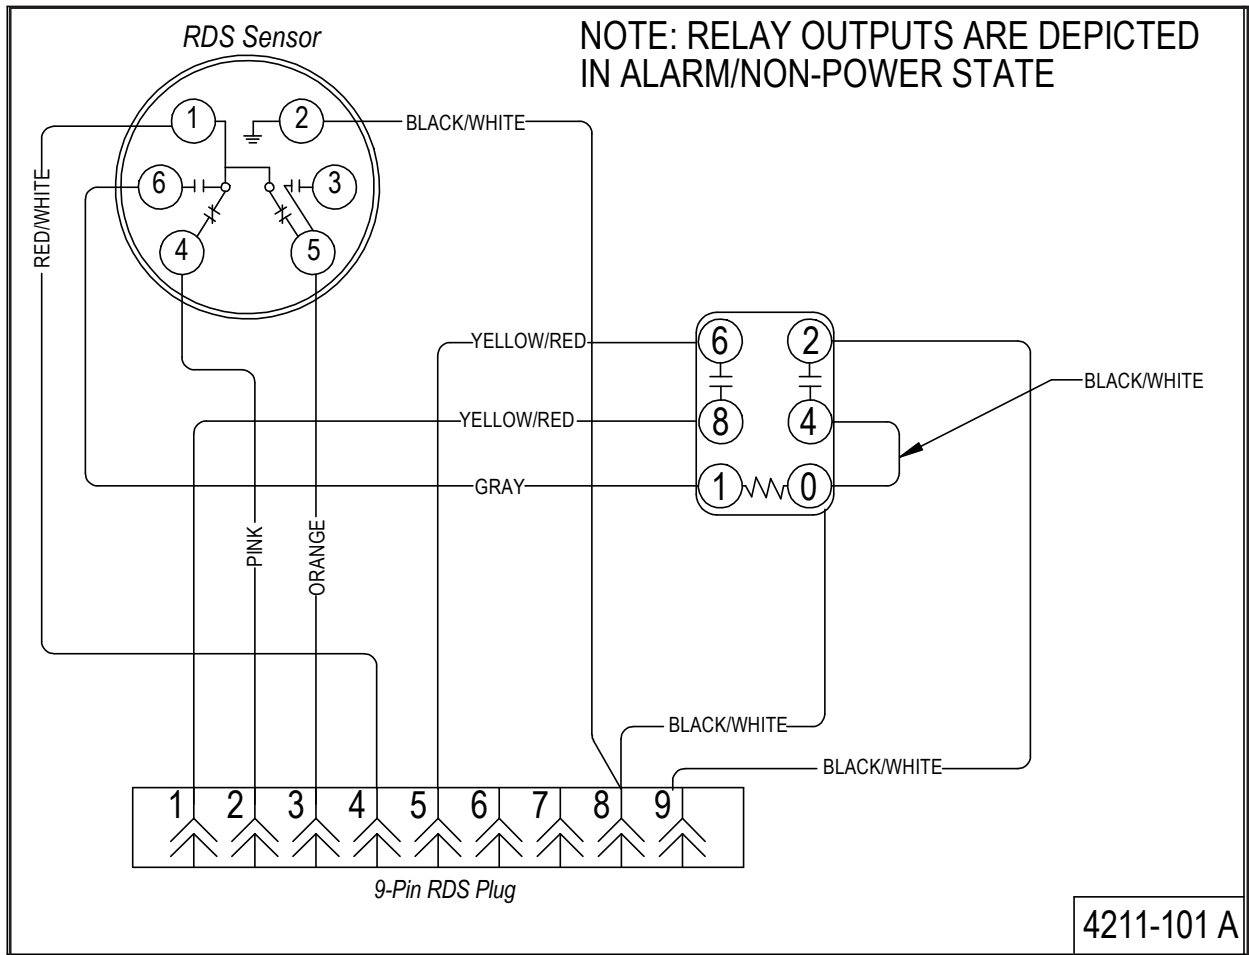 RDS Sensor
NOTE: RELAY OUTPUTS ARE DEPICTED
IN ALARM/NON-POWER STATE
1
2
BLACK/WHITE
6
3
RED/WHITE
4
5
YELLOW/RED
6
2
BLACK/WHITE
YELLOW/RED
8
4
GRAY
1
0
PINK
ORANGE
BLACK/WHITE
BLACK/WHITE
1 2 3 4 5 6 7 8 9
9-Pin RDS Plug
4211-101 A